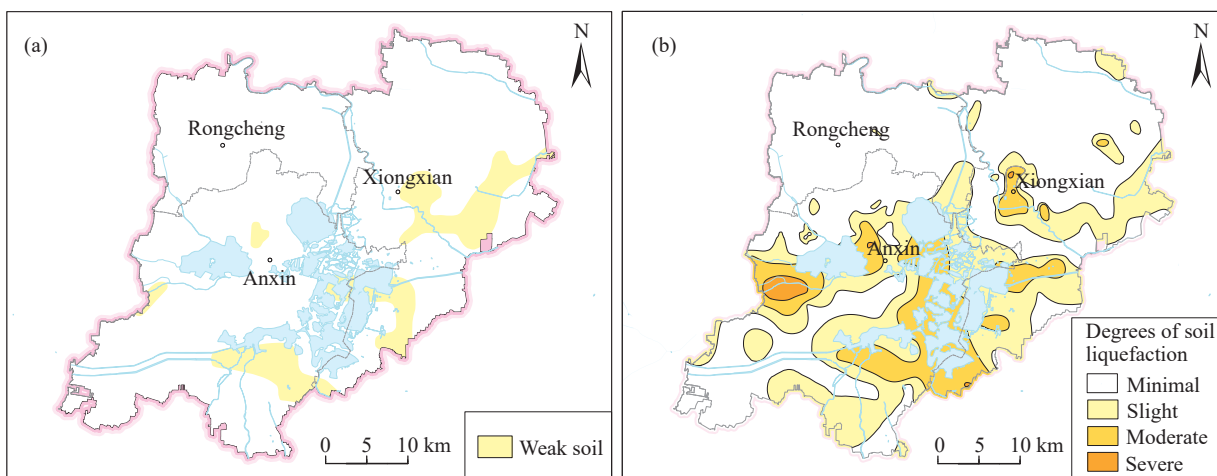 (a)
N
Rongcheng
Xiongxian
Anxin
0 5 10 km
Weak soil
(b)
N
Rongcheng
Xiongxian
Anxin
0 5 10 km
Degrees of soil
liquefaction
Minimal
Slight
Moderate
Severe